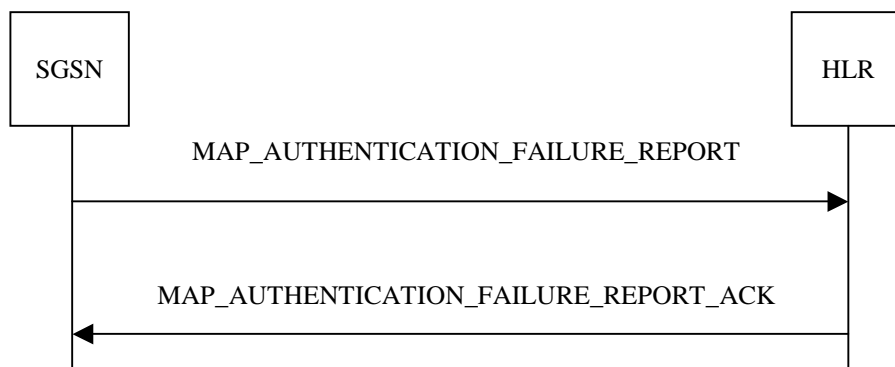 SGSN
HLR
MAP_AUTHENTICATION_FAILURE_REPORT
MAP_AUTHENTICATION_FAILURE_REPORT_ACK